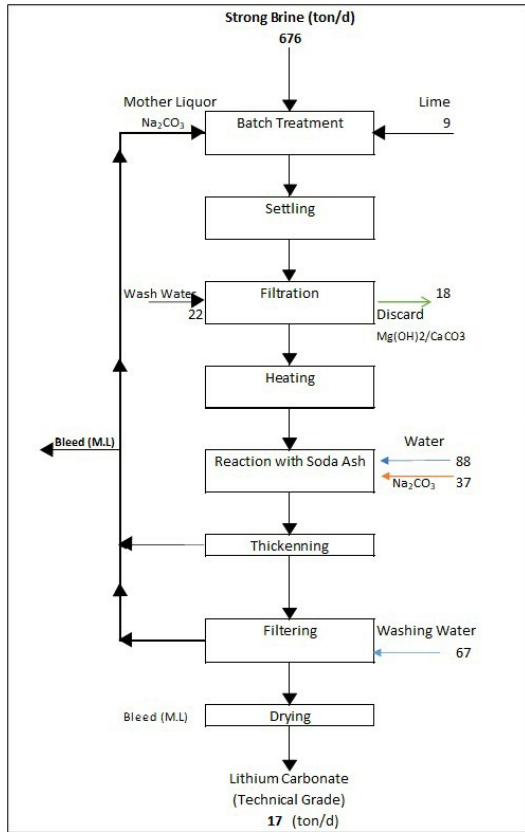 Strong Brine (ton/d)
676
Mother Liquor
Na₂CO₃
Batch Treatment
Lime
9
Settling
Wash Water
22
Filtration
18
Discard
Mg(OH)2/CaCO3
Heating
Bleed (M.L)
Reaction with Soda Ash
Water
88
Na₂CO₃
37
Thickenning
Filtering
Washing Water
67
Bleed (M.L)
Drying
Lithium Carbonate
(Technical Grade)
17 (ton/d)